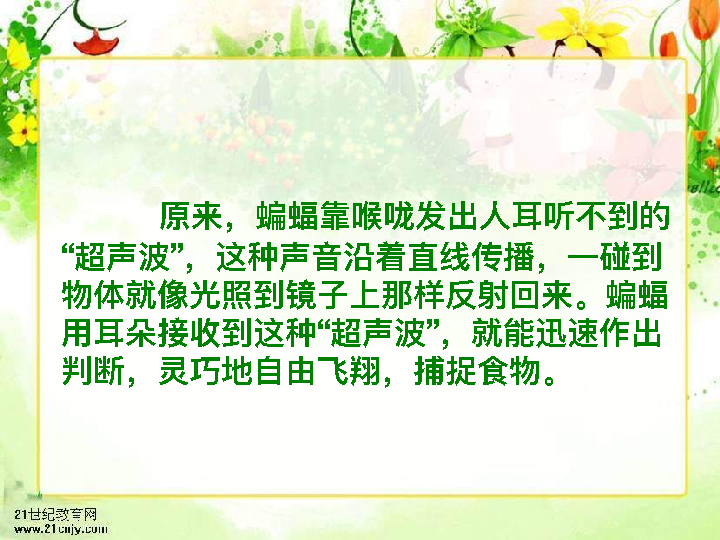 原来，蝙蝠靠喉咙发出人耳听不到的
“超声波”，这种声音沿着直线传播，一碰到
物体就像光照到镜子上那样反射回来。蝙蝠
用耳朵接收到这种“超声波”，就能迅速作出
判断，灵巧地自由飞翔，捕捉食物。
21世纪教育网
www.21cnjy.com